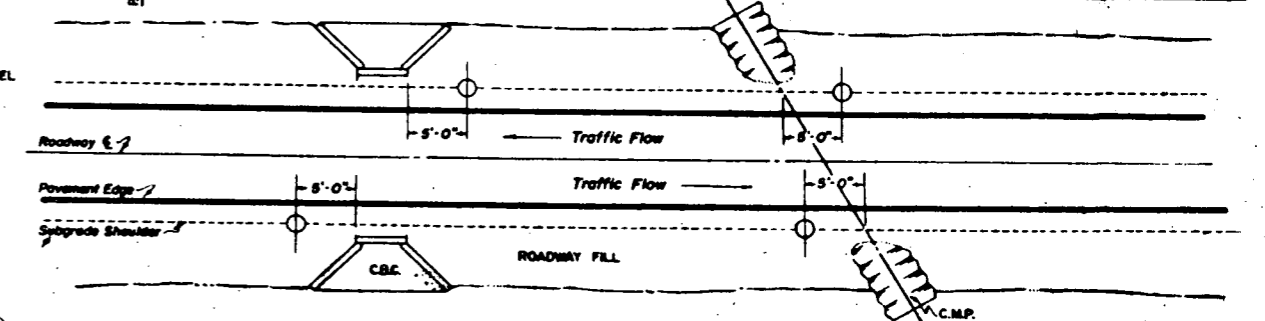 EL
5'-0"
Traffic Flow
5'-0"
Roadway ℄
Pavement Edge
5'-0"
Traffic Flow
5'-0"
Subgrade Shoulder
C.B.C.
ROADWAY FILL
C.M.P.